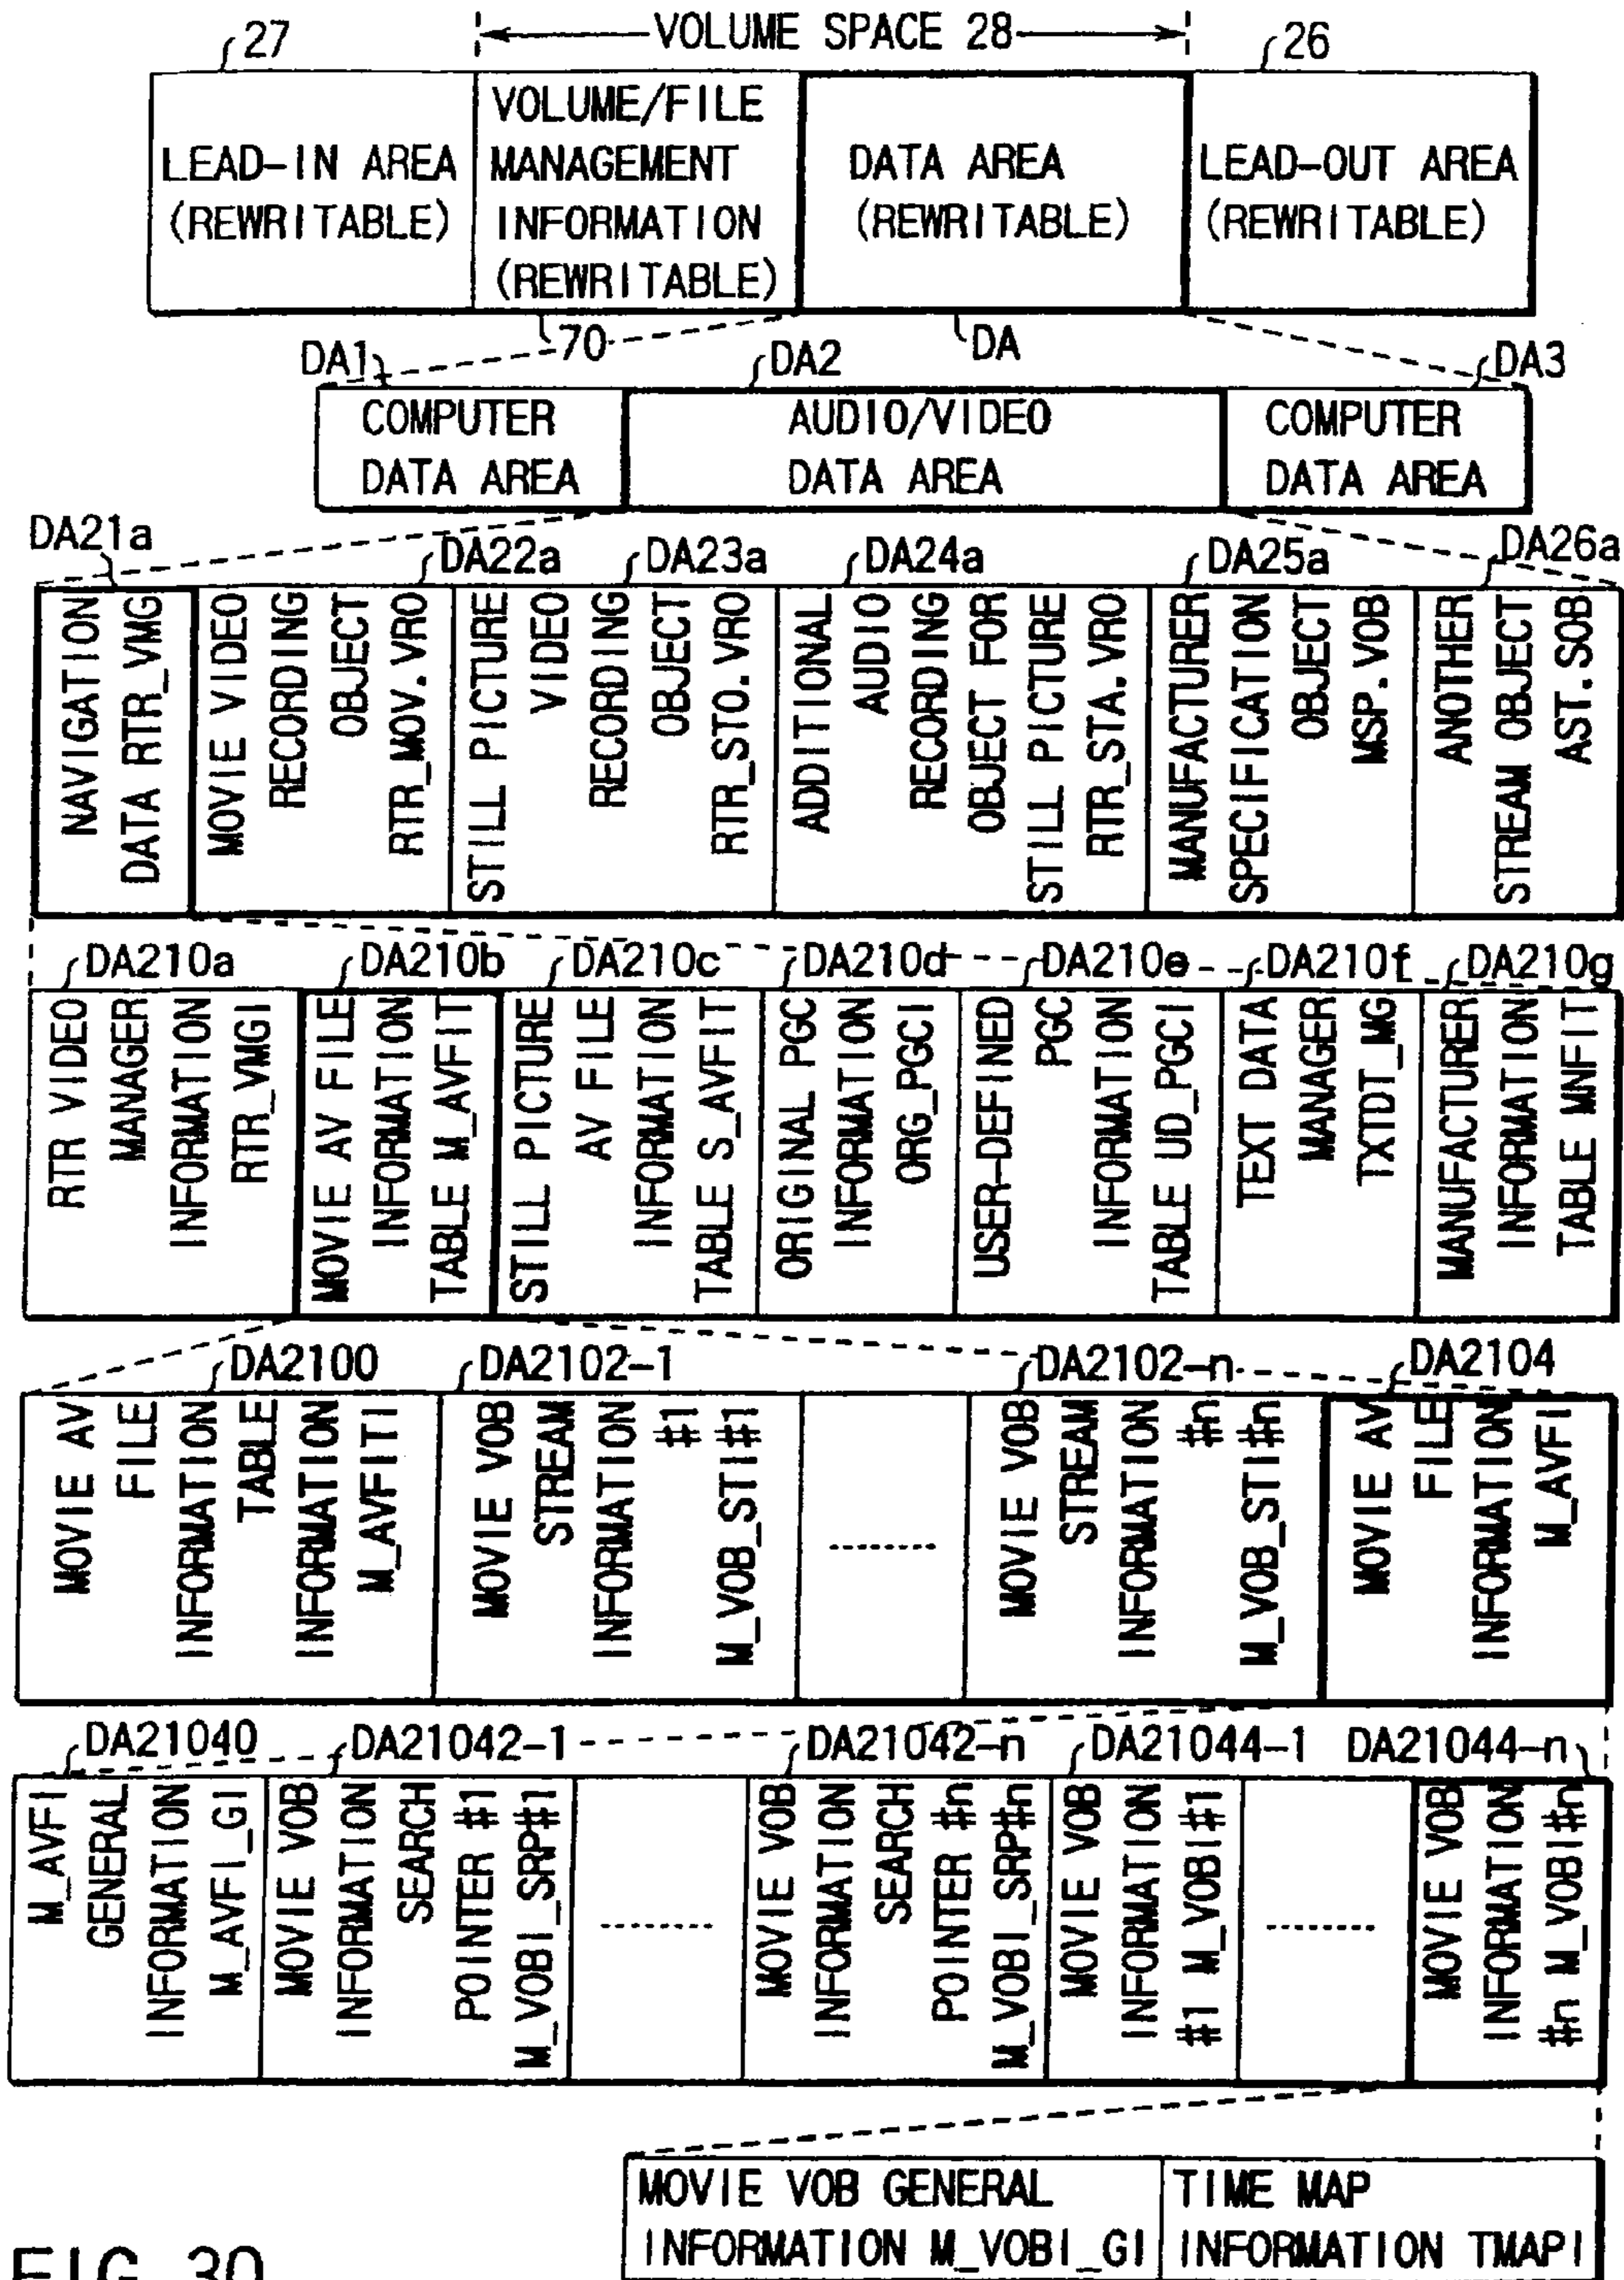 27
VOLUME SPACE 28
26
LEAD-IN AREA
(REWRITABLE)
VOLUME/FILE
MANAGEMENT
INFORMATION
(REWRITABLE)
DATA AREA
(REWRITABLE)
LEAD-OUT AREA
(REWRITABLE)
70
DA
DA1
DA2
DA3
COMPUTER
DATA AREA
AUDIO/VIDEO
DATA AREA
COMPUTER
DATA AREA
DA21a
DA22a
DA23a
DA24a
DA25a
DA26a
NAVIGATION
DATA RTR_VMG
MOVIE VIDEO
RECORDING
OBJECT
RTR_MOV.VRO
STILL PICTURE
VIDEO
RECORDING
OBJECT
RTR_STO.VRO
ADDITIONAL
AUDIO
RECORDING
OBJECT FOR
STILL PICTURE
RTR_STA.VRO
MANUFACTURER
SPECIFICATION
OBJECT
MSP.VOB
ANOTHER
STREAM OBJECT
AST.SOB
DA210a
DA210b
DA210c
DA210d
DA210e
DA210f
DA210g
RTR VIDEO
MANAGER
INFORMATION
RTR_VMGI
MOVIE AV FILE
INFORMATION
TABLE M_AVFIT
STILL PICTURE
AV FILE
INFORMATION
TABLE S_AVFIT
ORIGINAL PGC
INFORMATION
ORG_PGCI
USER-DEFINED
PGC
INFORMATION
TABLE UD_PGCI
TEXT DATA
MANAGER
TXTDT_MG
MANUFACTURER
INFORMATION
TABLE MNFIT
DA2100
DA2102-1
DA2102-n
DA2104
MOVIE AV
FILE
INFORMATION
TABLE
INFORMATION
M_AVFITI
MOVIE VOB
STREAM
INFORMATION
#1
M_VOB_STI#1
MOVIE VOB
STREAM
INFORMATION
#n
M_VOB_STI#n
MOVIE AV
FILE
INFORMATION
M_AVFI
DA21040
DA21042-1
DA21042-n
DA21044-1
DA21044-n
M_AVFI
GENERAL
INFORMATION
M_AVFI_GI
MOVIE VOB
INFORMATION
SEARCH
POINTER #1
M_VOBI_SRP#1
MOVIE VOB
INFORMATION
SEARCH
POINTER #n
M_VOBI_SRP#n
MOVIE VOB
INFORMATION
#1 M_VOBI#1
MOVIE VOB
INFORMATION
#n M_VOBI#n
MOVIE VOB GENERAL
INFORMATION M_VOBI_GI
TIME MAP
INFORMATION TMAPI
FIG. 30